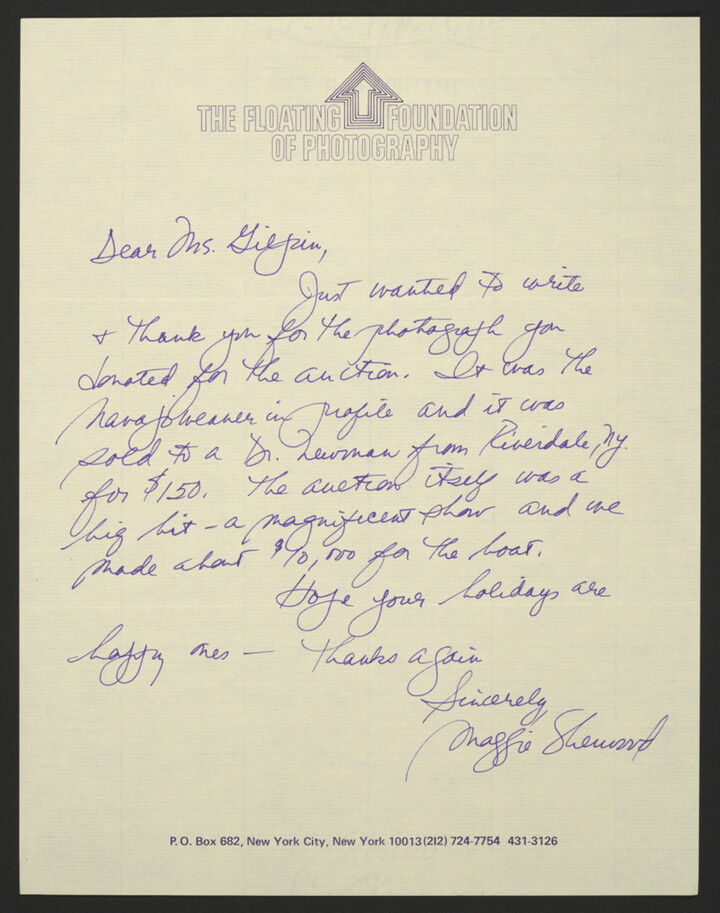 THE FLOATING FOUNDATION
OF PHOTOGRAPHY
Dear Ms. Gilpin,
Just wanted to write
& thank you for the photograph you
donated for the auction. It was the
Navajo weaver in profile and it was
sold to a Dr. Newman from Riverdale, NY.
for $150. The auction itself was a
big hit – a magnificent show and we
made about $10,000 for the boat.
Hope your holidays are
happy ones – Thanks again
Sincerely
Maggie Sherwood
P.O. Box 682, New York City, New York 10013 (212) 724-7754 431-3126